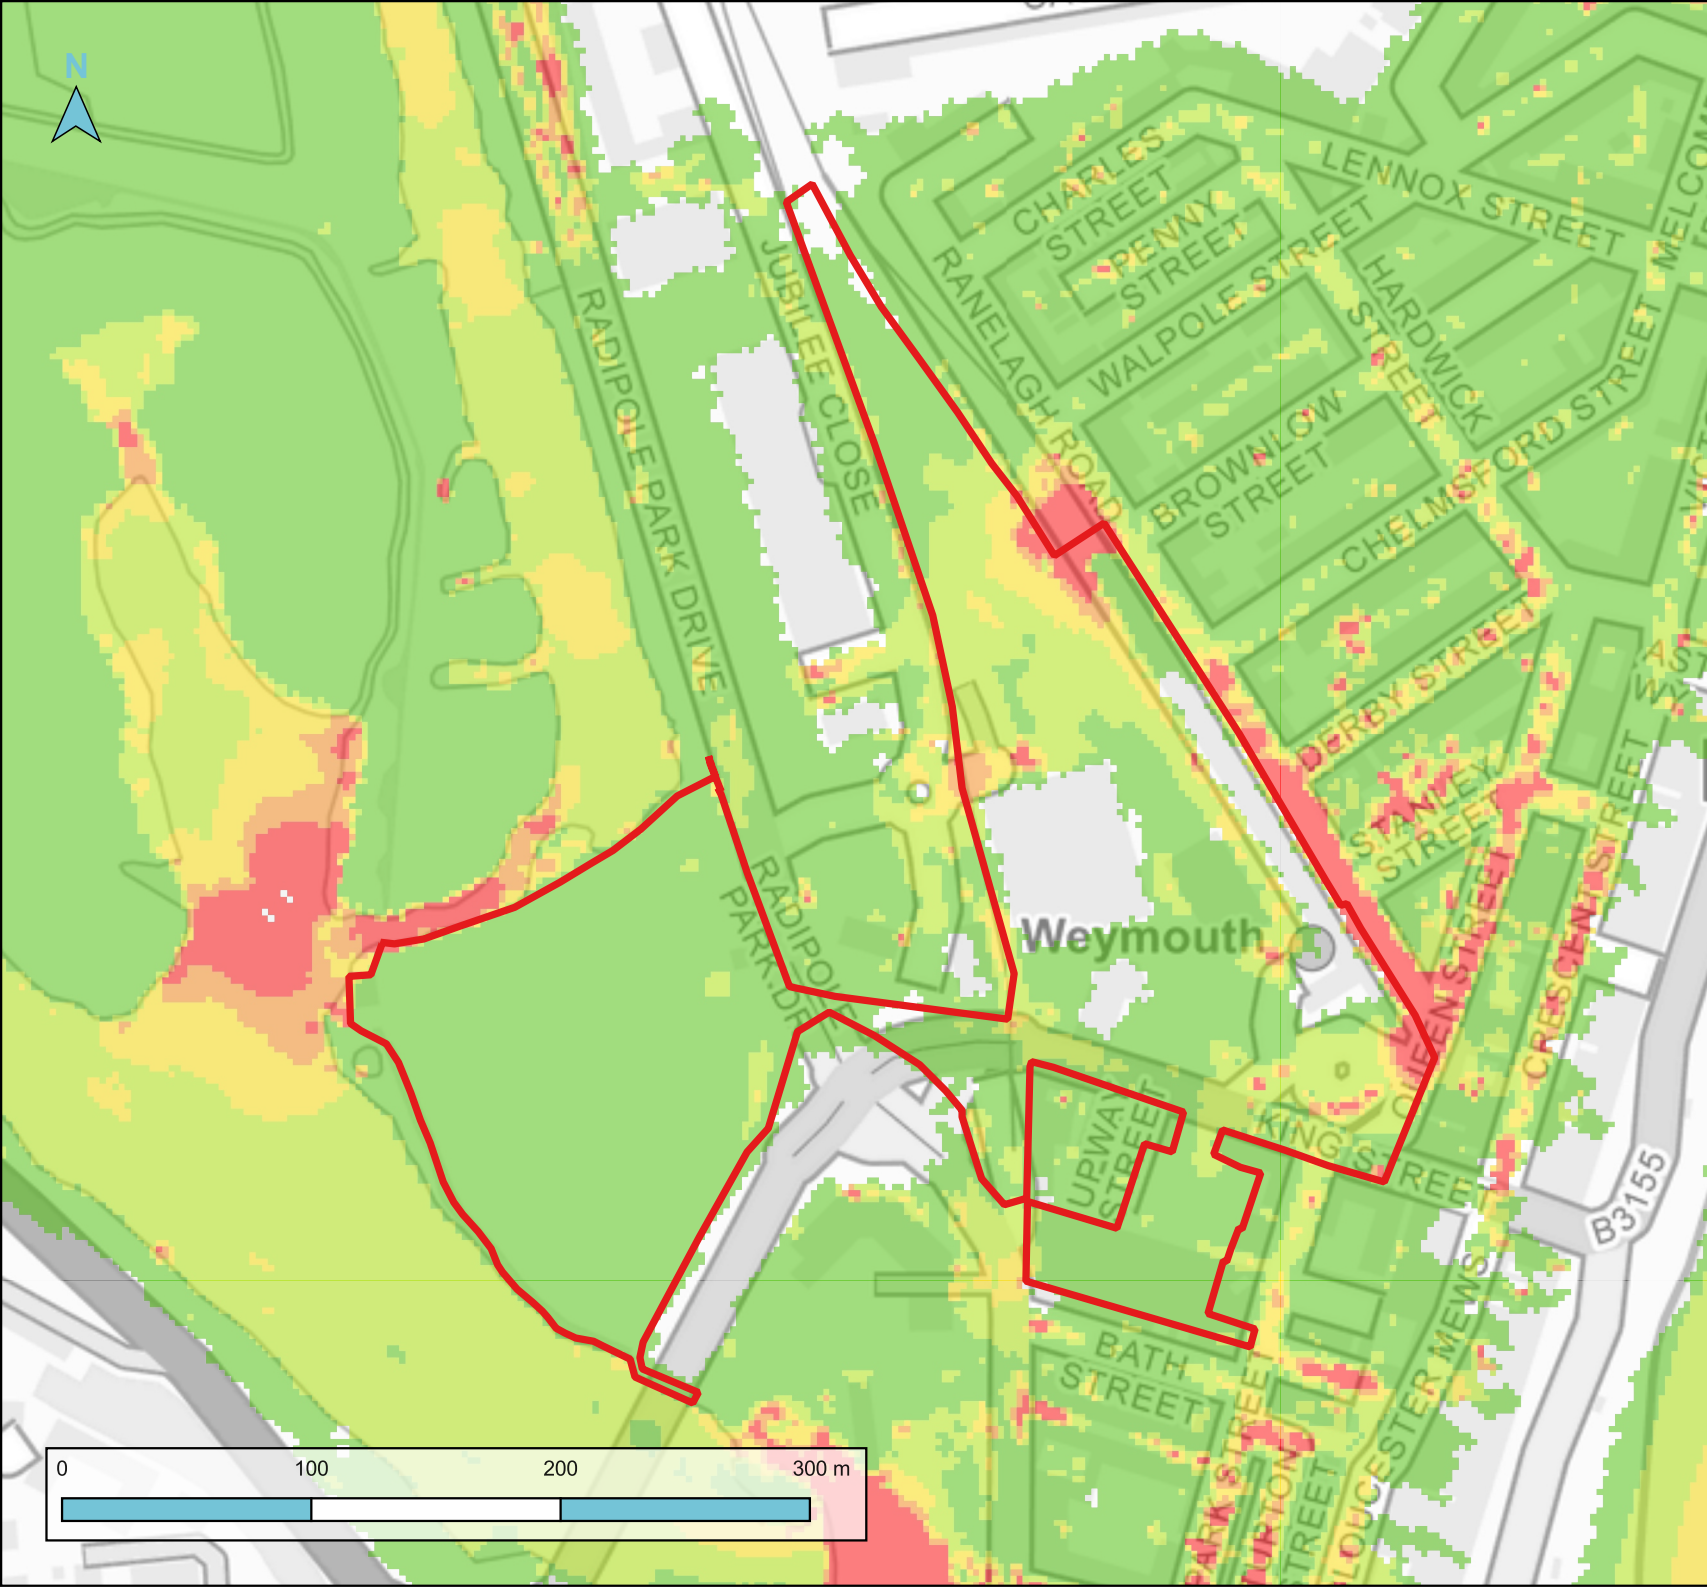 N
CHARLES
STREET
PENNY
STREET
LENNOX STREET
WALPOLE STREET
RANELAGH ROAD
HARDWICK
STREET
JUBILEE CLOSE
RADIPOLE PARK DRIVE
BROWNLOW
STREET
CHELMSFORD STREET
DERBY STREET
STANLEY
STREET
RADIPOLE
PARK DR
Weymouth
QUEEN STREET
CRESCENT STREET
KING STREE
UPWAY
STREET
B3155
BATH
STREET
PARK STREET
STREET
LOUCESTER MEWS
0 100 200 300 m